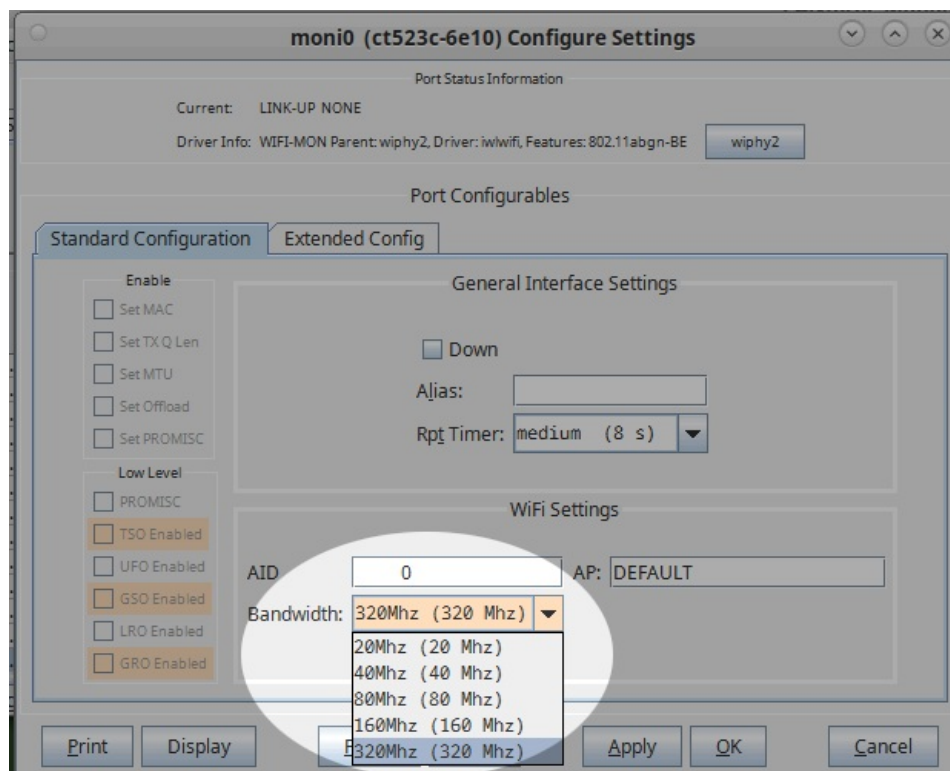 moni0 (ct523c-6e10) Configure Settings
Port Status Information
Current: LINK-UP NONE
Driver Info: WIFI-MON Parent: wiphy2, Driver: iwlwifi, Features: 802.11abgn-BE wiphy2
Port Configurables
Standard Configuration Extended Config
Enable
Set MAC
Set TX Q Len
Set MTU
Set Offload
Set PROMISC
Low Level
PROMISC
TSO Enabled
UFO Enabled
GSO Enabled
LRO Enabled
GRO Enabled
General Interface Settings
Down
Alias:
Rpt Timer: medium (8 s)
WiFi Settings
AID 0 AP: DEFAULT
Bandwidth: 320Mhz (320 Mhz)
20Mhz (20 Mhz)
40Mhz (40 Mhz)
80Mhz (80 Mhz)
160Mhz (160 Mhz)
320Mhz (320 Mhz)
Print Display Apply OK Cancel